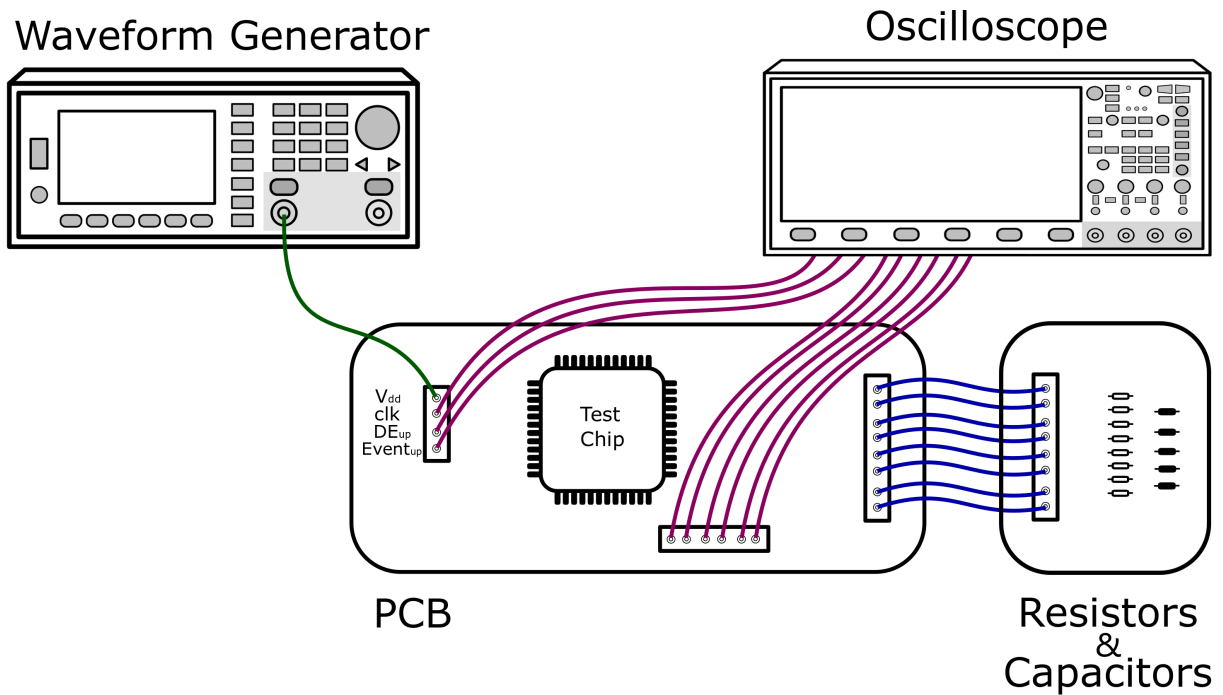 Waveform Generator
Oscilloscope
Vdd
clk
DEup
Eventup
Test
Chip
PCB
Resistors
&
Capacitors